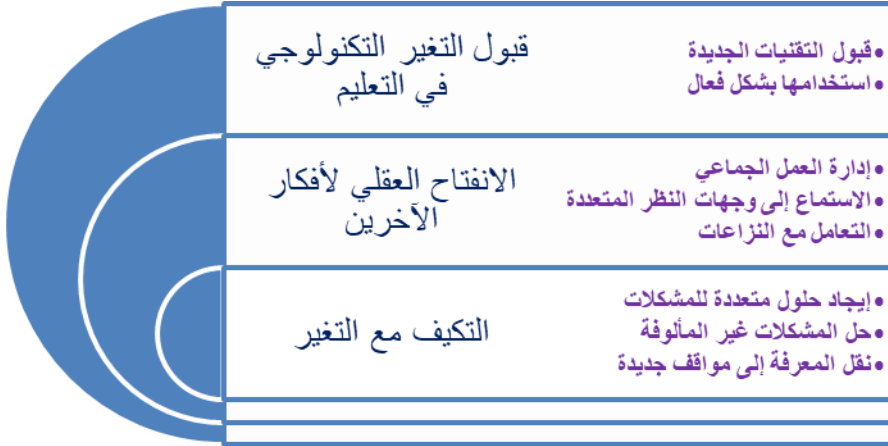 قبول التغير التكنولوجي
في التعليم
•قبول التقنيات الجديدة
•استخدامها بشكل فعال
الانفتاح العقلي لأفكار
الآخرين
•إدارة العمل الجماعي
•الاستماع إلى وجهات النظر المتعددة
•التعامل مع النزاعات
التكيف مع التغير
•إيجاد حلول متعددة للمشكلات
•حل المشكلات غير المألوفة
•نقل المعرفة إلى مواقف جديدة